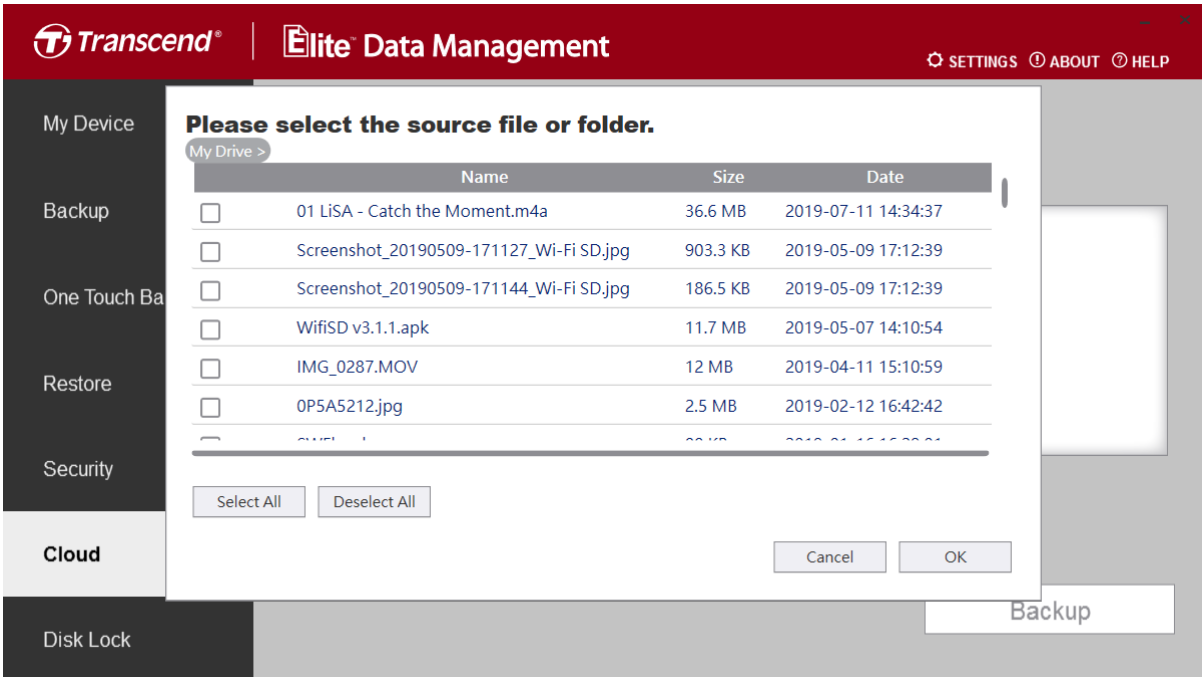 Transcend® Èlite™ Data Management
SETTINGS ABOUT HELP
My Device
Backup
One Touch Ba
Restore
Security
Cloud
Disk Lock
Please select the source file or folder.
My Drive >
Name Size Date
01 LiSA - Catch the Moment.m4a 36.6 MB 2019-07-11 14:34:37
Screenshot_20190509-171127_Wi-Fi SD.jpg 903.3 KB 2019-05-09 17:12:39
Screenshot_20190509-171144_Wi-Fi SD.jpg 186.5 KB 2019-05-09 17:12:39
WifiSD v3.1.1.apk 11.7 MB 2019-05-07 14:10:54
IMG_0287.MOV 12 MB 2019-04-11 15:10:59
0P5A5212.jpg 2.5 MB 2019-02-12 16:42:42
Select All Deselect All
Cancel OK
Backup